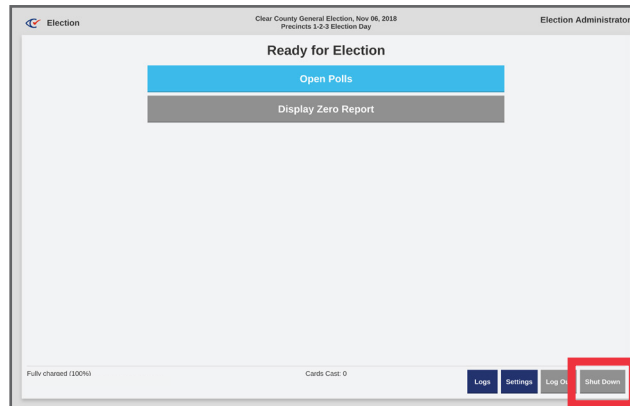 Election
Clear County General Election, Nov 06, 2018
Precincts 1-2-3 Election Day
Election Administrator
Ready for Election
Open Polls
Display Zero Report
Fully charged (100%)
Cards Cast: 0
Logs
Settings
Log Ou
Shut Down